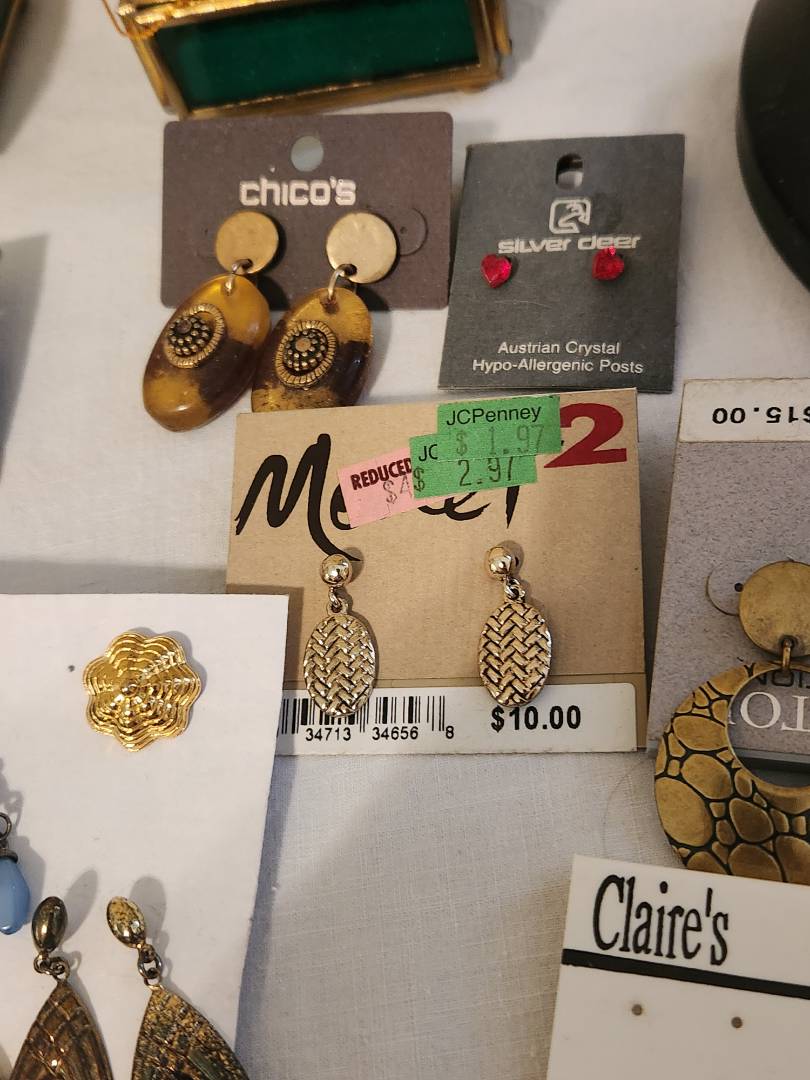 chico's
silver deer
Austrian Crystal
Hypo-Allergenic Posts
JCPenney
$ 1.97
JC
$ 2.97
REDUCED
$4
2
34713 34656 8
$10.00
$15.00
Claire's